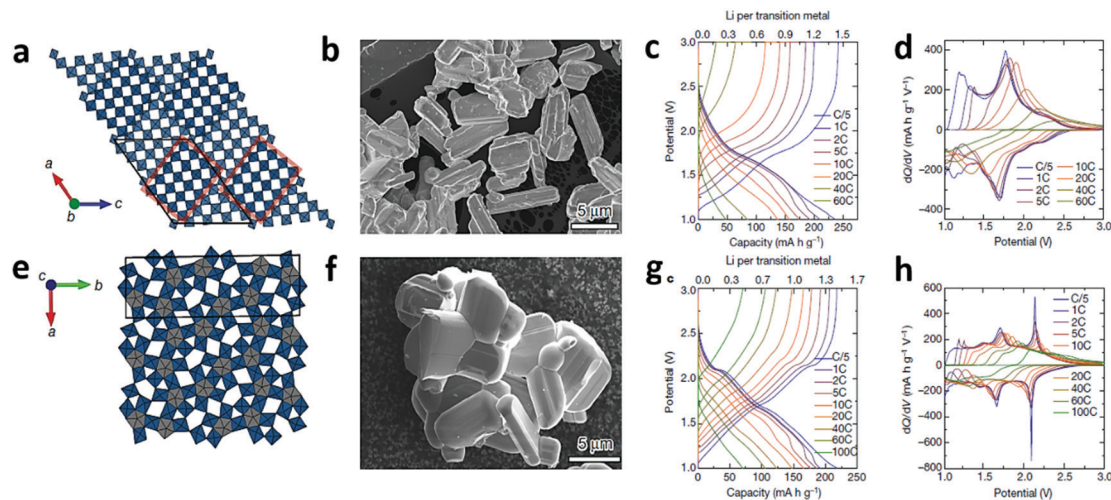 a
a
b
c
b
5 μm
c
Li per transition metal
0.0 0.3 0.6 0.9 1.2 1.5
3.0
2.5
2.0
1.5
1.0
Potential (V)
C/5
1C
2C
5C
10C
20C
40C
60C
0 50 100 150 200 250
Capacity (mA h g⁻¹)
d
400
200
0
−200
−400
dQ/dV (mA h g⁻¹ V⁻¹)
C/5 10C
1C 20C
2C 40C
5C 60C
1.0 1.5 2.0 2.5 3.0
Potential (V)
e
c
b
a
f
5 μm
g
c
Li per transition metal
0.0 0.3 0.7 1.0 1.3 1.7
3.0
2.5
2.0
1.5
1.0
Potential (V)
C/5
1C
2C
5C
10C
20C
40C
60C
100C
0 50 100 150 200 250
Capacity (mA h g⁻¹)
h
600
400
200
0
−200
−400
−600
−800
dQ/dV (mA h g⁻¹ V⁻¹)
C/5
1C
2C
5C
10C
20C
40C
60C
100C
1.0 1.5 2.0 2.5 3.0
Potential (V)